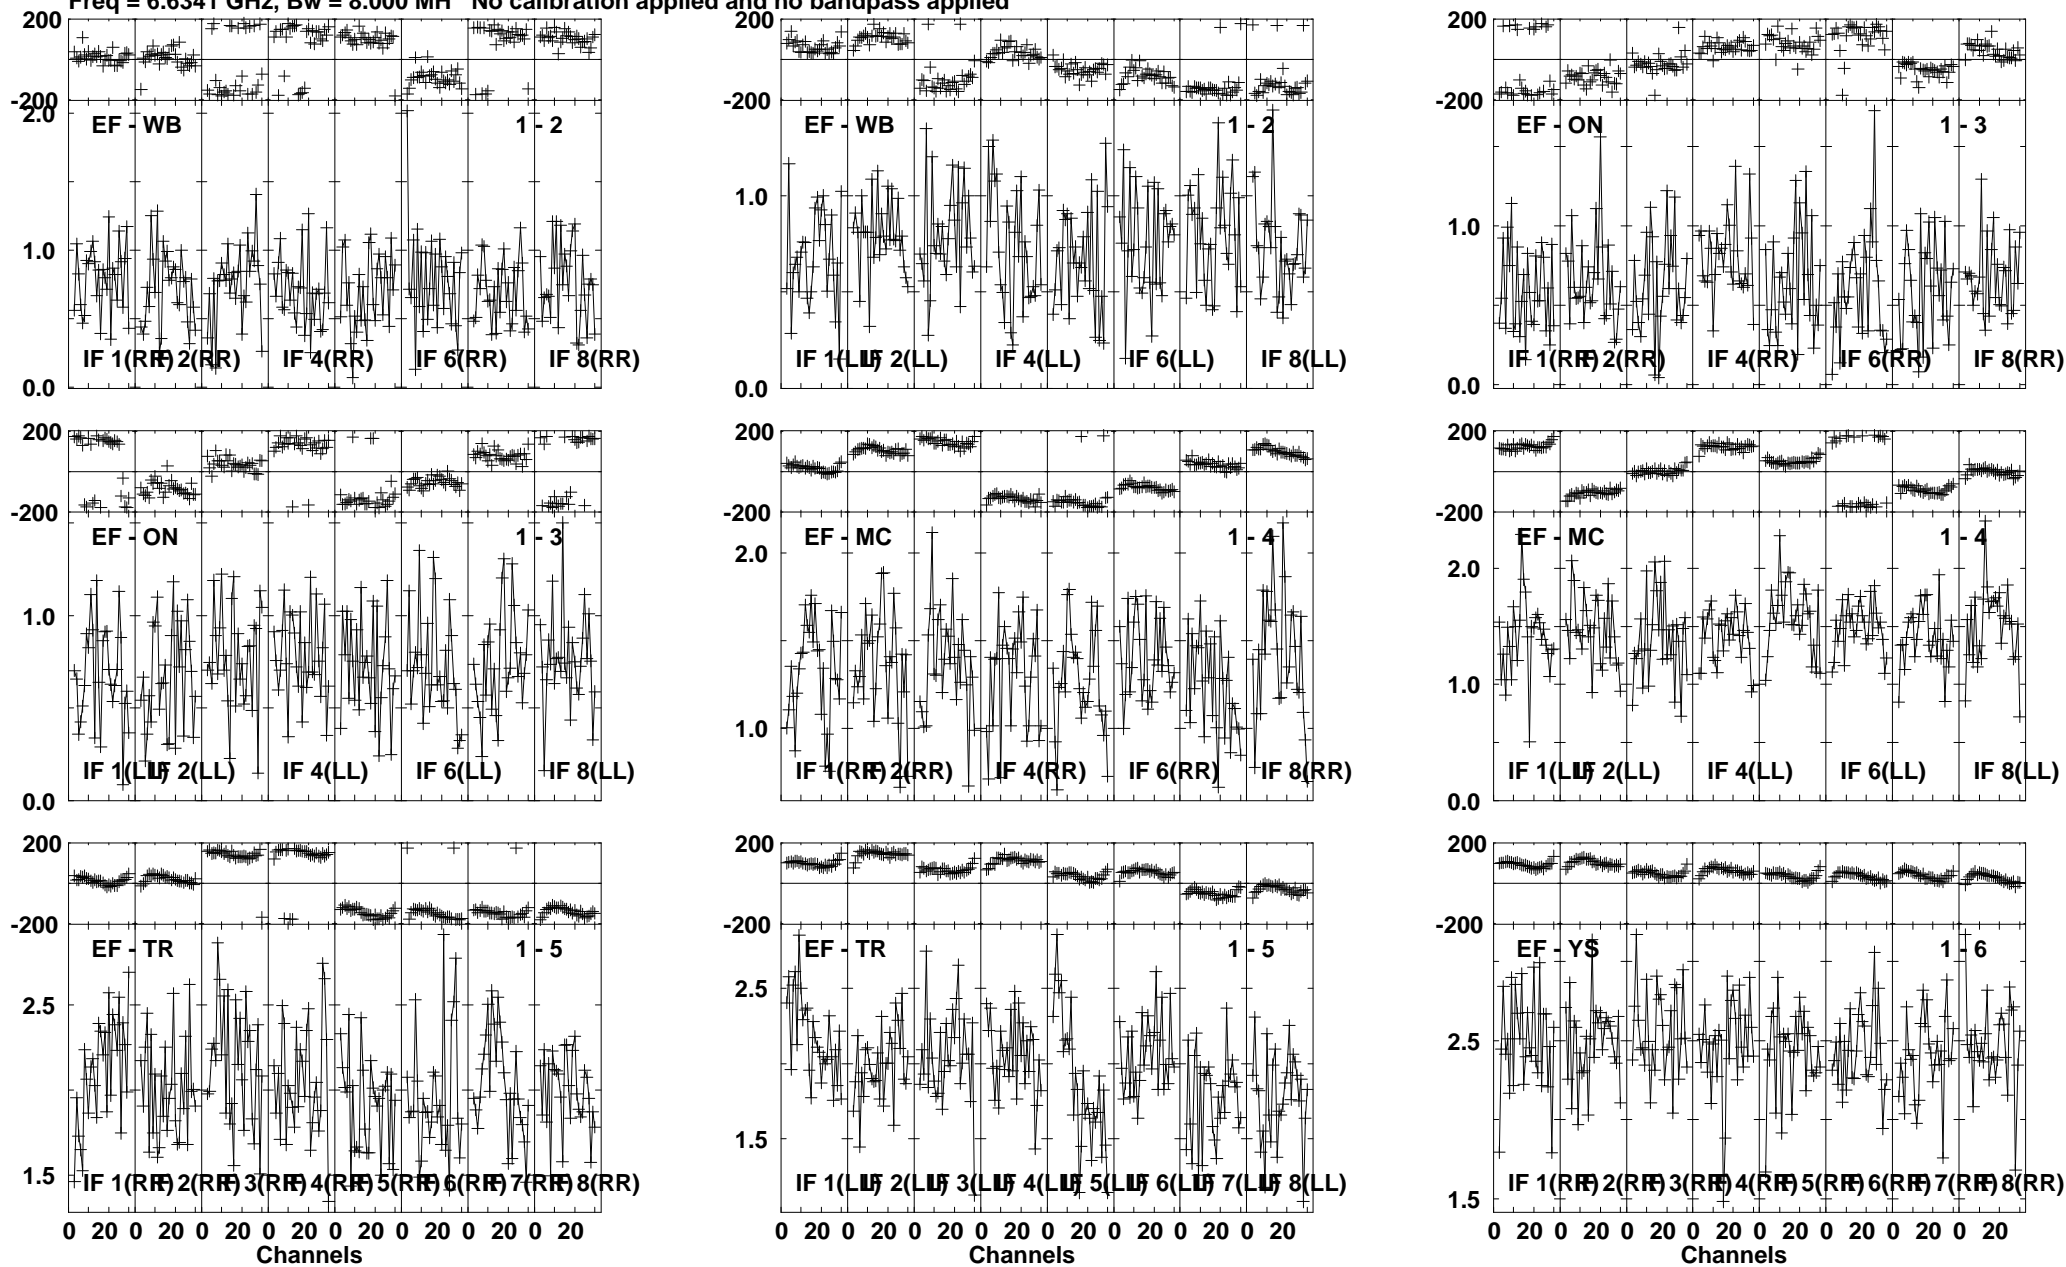 Freq = 6.6341 GHz, Bw = 8.000 MH No calibration applied and no bandpass applied
200
-200
2.0
1.0
0.0
EF - WB 1 - 2
IF 1(RR) IF 2(RR) IF 4(RR) IF 6(RR) IF 8(RR)
1.0
0.0
EF - WB 1 - 2
IF 1(LL) IF 2(LL) IF 4(LL) IF 6(LL) IF 8(LL)
200
-200
1.0
0.0
EF - ON 1 - 3
IF 1(RR) IF 2(RR) IF 4(RR) IF 6(RR) IF 8(RR)
200
-200
1.0
0.0
EF - ON 1 - 3
IF 1(LL) IF 2(LL) IF 4(LL) IF 6(LL) IF 8(LL)
2.0
1.0
EF - MC 1 - 4
IF 1(RR) IF 2(RR) IF 4(RR) IF 6(RR) IF 8(RR)
200
-200
2.0
1.0
0.0
EF - MC 1 - 4
IF 1(LL) IF 2(LL) IF 4(LL) IF 6(LL) IF 8(LL)
200
-200
2.5
1.5
EF - TR 1 - 5
IF 1(RR) IF 2(RR) IF 3(RR) IF 4(RR) IF 5(RR) IF 6(RR) IF 7(RR) IF 8(RR)
0 20 0 20 0 20 0 20 0 20 0 20 0 20 0 20
Channels
2.5
1.5
EF - TR 1 - 5
IF 1(LL) IF 2(LL) IF 3(LL) IF 4(LL) IF 5(LL) IF 6(LL) IF 7(LL) IF 8(LL)
0 20 0 20 0 20 0 20 0 20 0 20 0 20 0 20
Channels
200
-200
2.5
1.5
EF - YS 1 - 6
IF 1(RR) IF 2(RR) IF 3(RR) IF 4(RR) IF 5(RR) IF 6(RR) IF 7(RR) IF 8(RR)
0 20 0 20 0 20 0 20 0 20 0 20 0 20 0 20
Channels